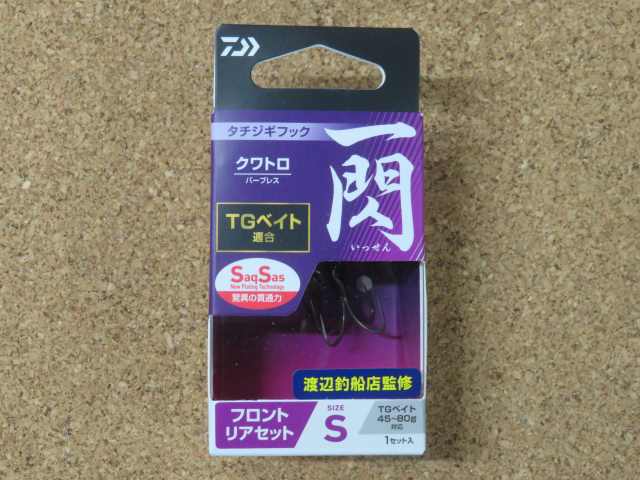 タチジギフック
一閃
いっせん
クワトロ
バーブレス
TGベイト
適合
SaqSas
New Plating Technology
驚異の貫通力
渡辺釣船店監修
フロント
リアセット
SIZE
S
TGベイト
45~80g
対応
1セット入